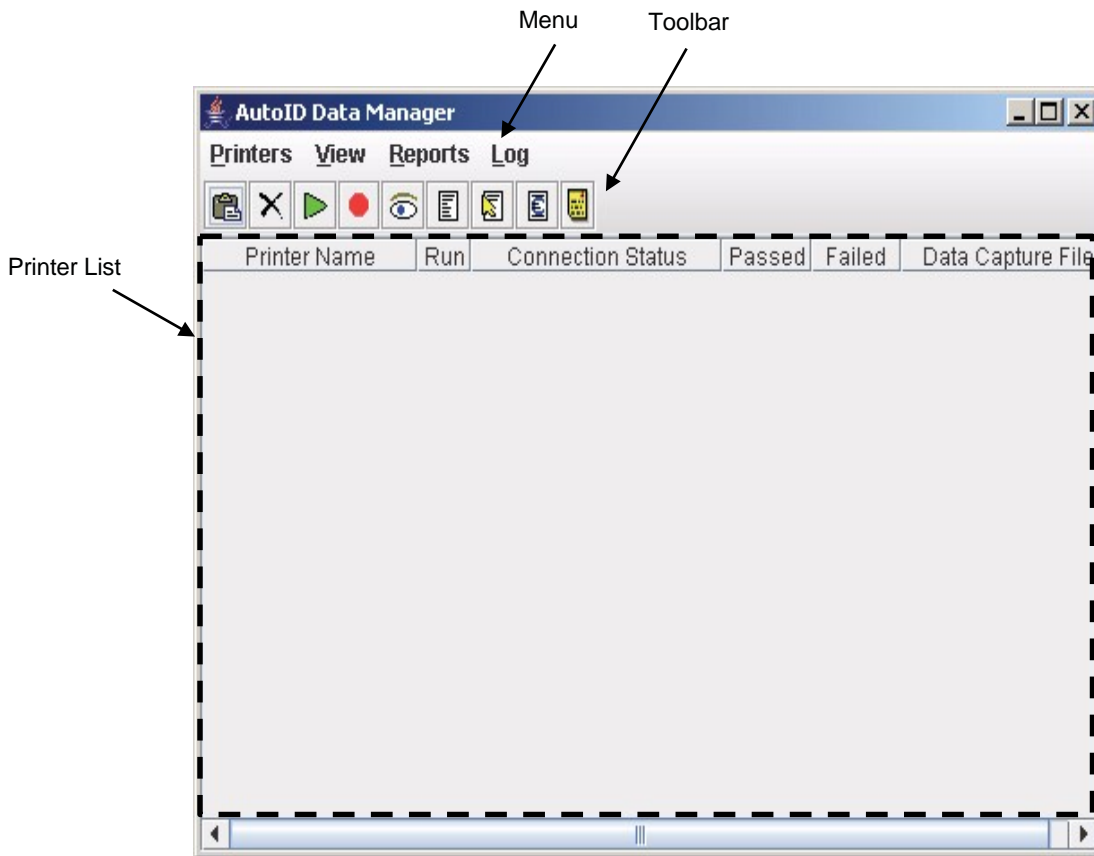 Menu
Toolbar
AutoID Data Manager
Printers View Reports Log
Printer List
Printer Name Run Connection Status Passed Failed Data Capture File